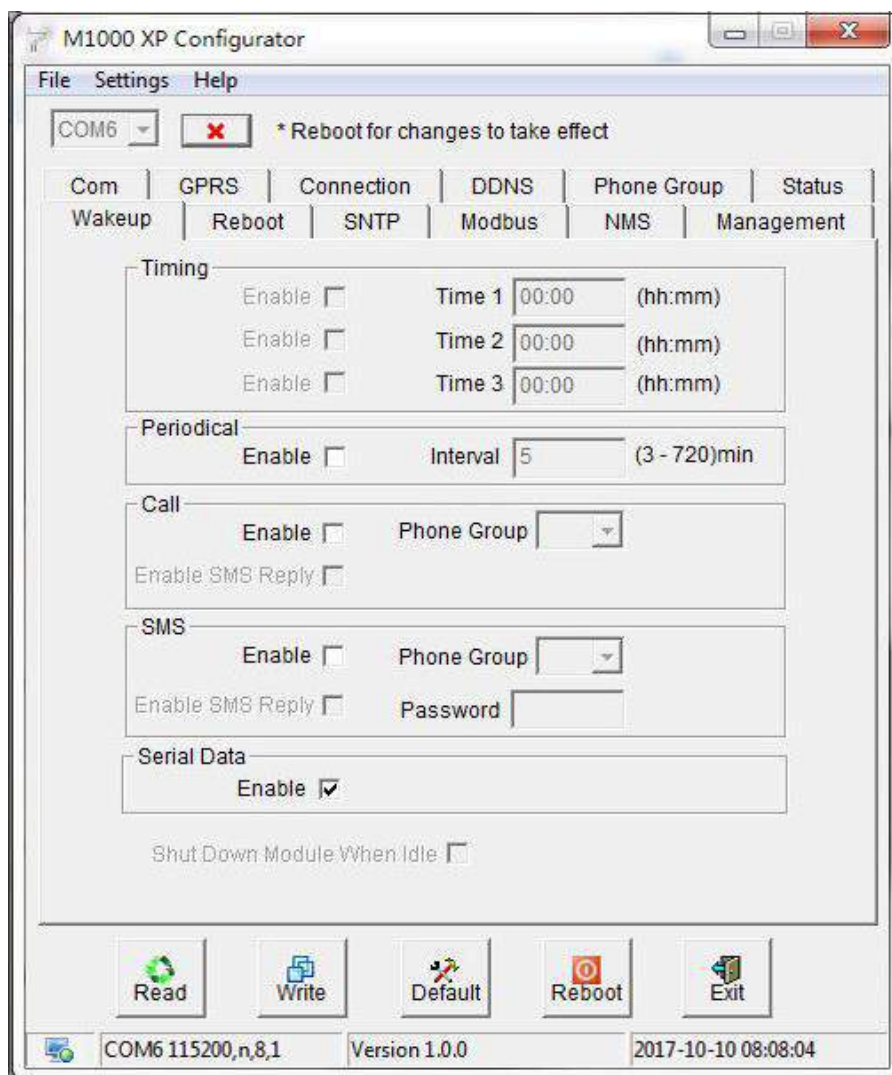 M1000 XP Configurator
File Settings Help
COM6 * Reboot for changes to take effect
Com GPRS Connection DDNS Phone Group Status
Wakeup Reboot SNTP Modbus NMS Management
Timing
Enable Time 1 00:00 (hh:mm)
Enable Time 2 00:00 (hh:mm)
Enable Time 3 00:00 (hh:mm)
Periodical
Enable Interval 5 (3 - 720)min
Call
Enable Phone Group
Enable SMS Reply
SMS
Enable Phone Group
Enable SMS Reply Password
Serial Data
Enable
Shut Down Module When Idle
Read Write Default Reboot Exit
COM6 115200,n,8,1 Version 1.0.0 2017-10-10 08:08:04